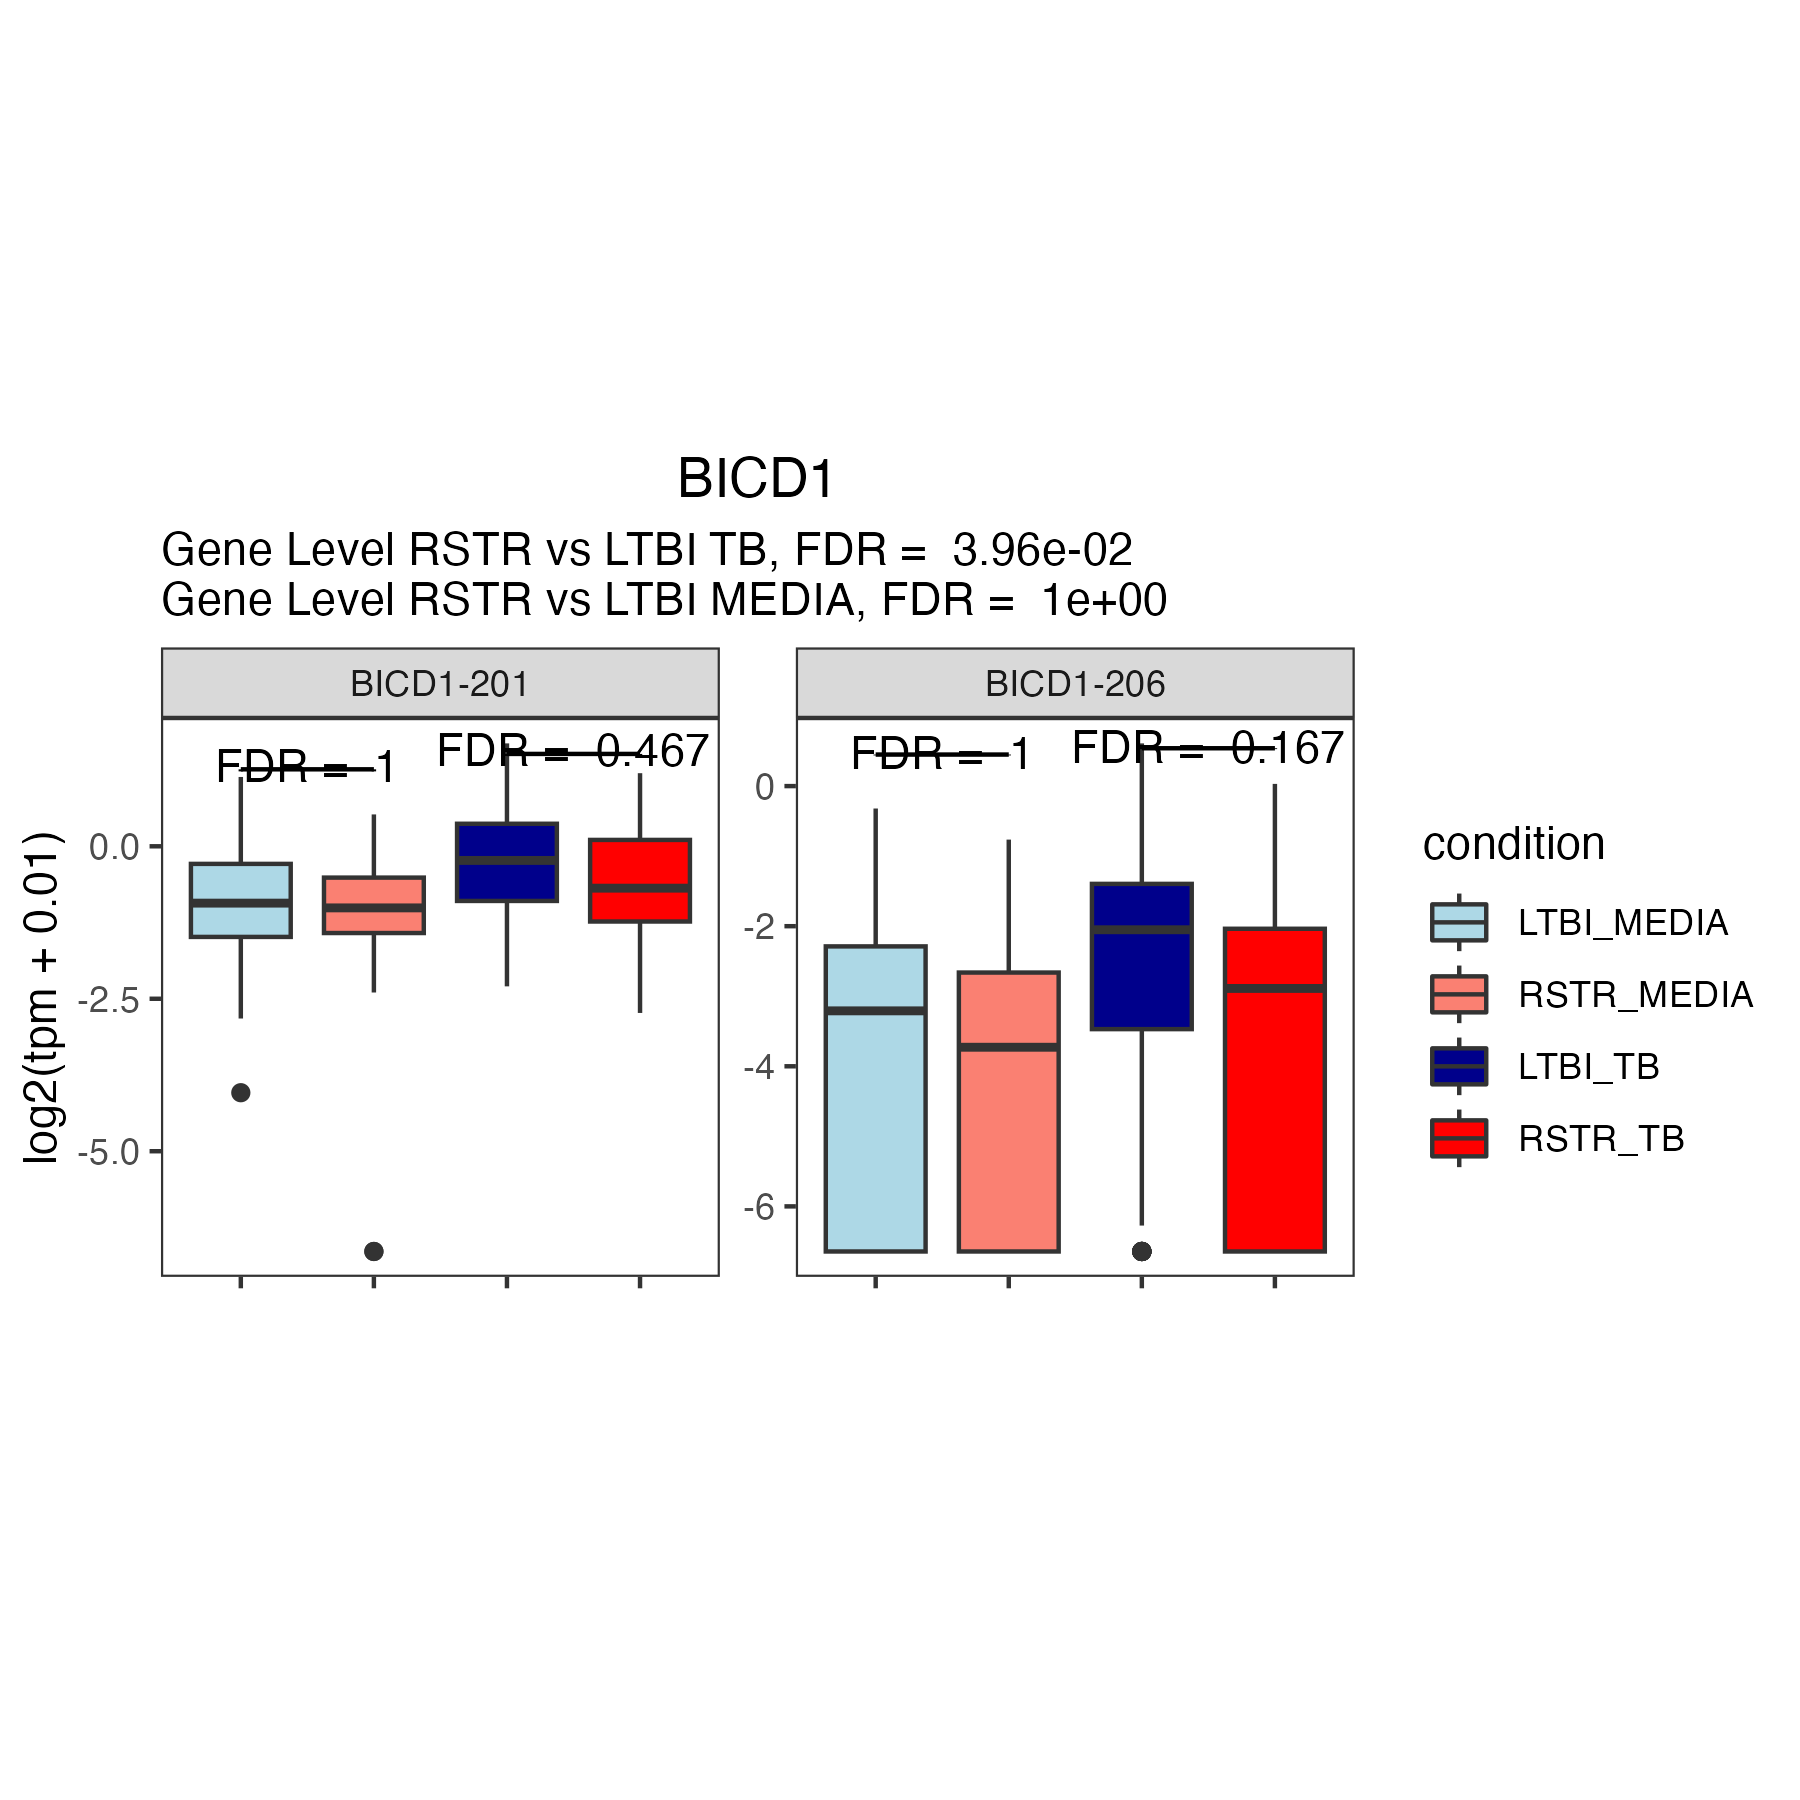 BICD1
Gene Level RSTR vs LTBI TB, FDR =  3.96e-02
Gene Level RSTR vs LTBI MEDIA, FDR =  1e+00
BICD1-201
BICD1-206
FDR =  1
FDR =  0.467
FDR =  1
FDR =  0.167
log2(tpm + 0.01)
0.0
-2.5
-5.0
0
-2
-4
-6
condition
LTBI_MEDIA
RSTR_MEDIA
LTBI_TB
RSTR_TB